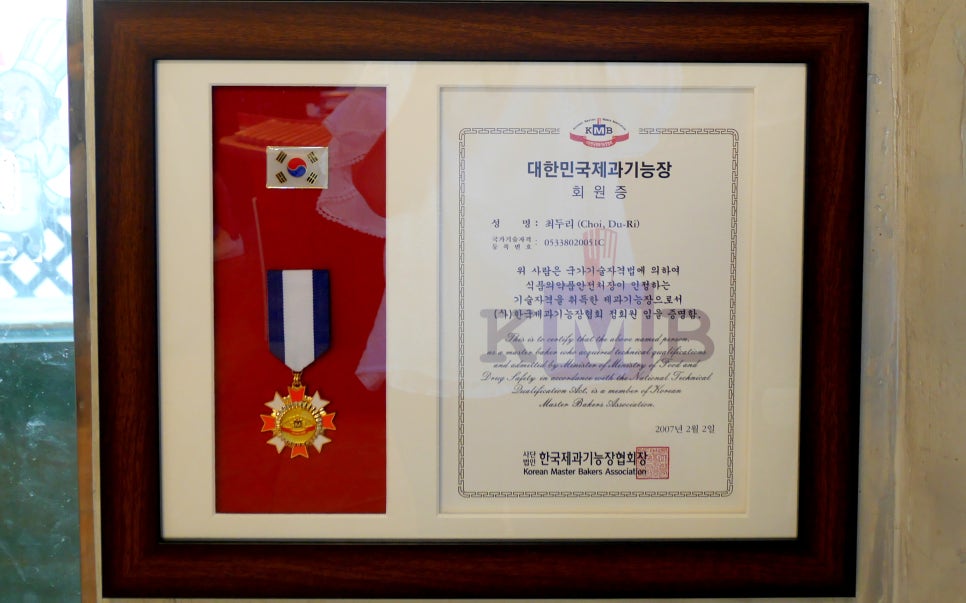 KMB
대한민국제과기능장
회원증
성 명 : 최두리 (Choi, Du-Ri)
국가기술자격
등록번호 : 05338020051C
위 사람은 국가기술자격법에 의하여
식품의약품안전처장이 인정하는
기술자격을 취득한 제과기능장으로서
(사)한국제과기능장협회 정회원 임을 증명함.
KMB
This is to certify that the above named person,
as a master baker who acquired technical qualifications
and admitted by Minister of Ministry of Food and
Drug Safety in accordance with the National Technical
Qualification Act, is a member of Korean
Master Bakers Association.
2007년 2월 2일
사단
법인 한국제과기능장협회장
Korean Master Bakers Association